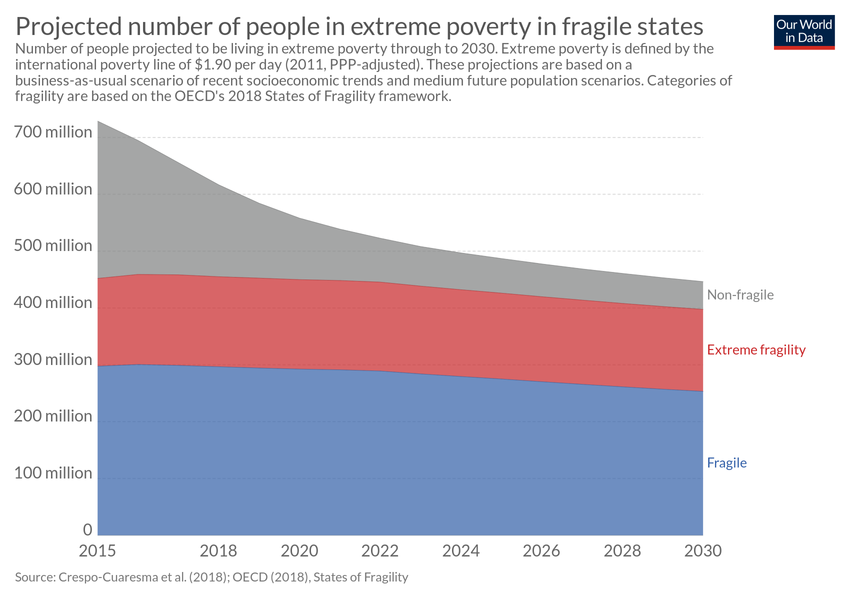 Projected number of people in extreme poverty in fragile states
Our World
in Data
Number of people projected to be living in extreme poverty through to 2030. Extreme poverty is defined by the
international poverty line of $1.90 per day (2011, PPP-adjusted). These projections are based on a
business-as-usual scenario of recent socioeconomic trends and medium future population scenarios. Categories of
fragility are based on the OECD's 2018 States of Fragility framework.
700 million
600 million
500 million
400 million
300 million
200 million
100 million
0
Non-fragile
Extreme fragility
Fragile
2015 2018 2020 2022 2024 2026 2028 2030
Source: Crespo-Cuaresma et al. (2018); OECD (2018), States of Fragility